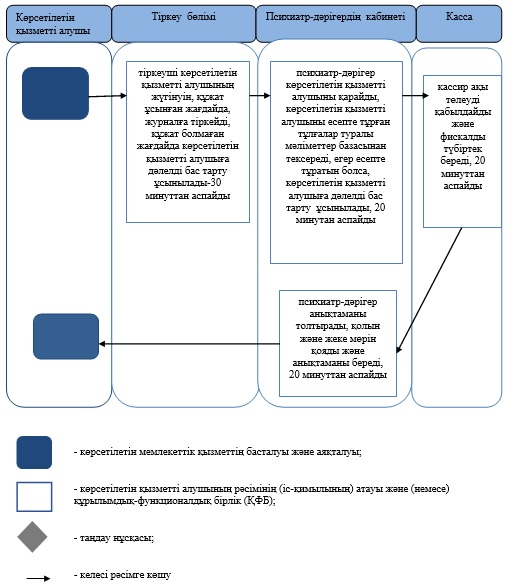 Көрсетілетін
қызметті алушы
Тіркеу бөлімі
Психиатр-дәрігердің кабинеті
Касса
тіркеуші көрсетілетін
қызметті алушының
жүгінуін, құжат
ұсынған жағдайда,
журналға тіркейді,
құжат болмаған
жағдайда көрсетілетін
қызметті алушыға
дәлелді бас тарту
ұсынылады-30
минуттан аспайды
психиатр-дәрігер
көрсетілетін қызметті
алушыны қарайды,
көрсетілетін қызметті
алушыны есепте тұрған
тұлғалар туралы
мәліметтер базасынан
тексереді, егер есепте
тұратын болса,
көрсетілетін қызметті
алушыға дәлелді бас
тарту ұсынылады, 20
минутан аспайды
кассир ақы
төлеуді
қабылдайды
және
фискалды
түбіртек
береді, 20
минуттан
аспайды
психиатр-дәрігер
анықтаманы
толтырады, қолын
және жеке мөрін
қояды және
анықтаманы береді,
20 минуттан аспайды
- көрсетілетін мемлекеттік қызметтің басталуы және аяқталуы;
- көрсетілетін қызметті алушының рәсімінің (іс-қимылының) атауы және (немесе)
құрылымдық-функционалдық бірлік (ҚФБ);
- таңдау нұсқасы;
- келесі рәсімге көшу